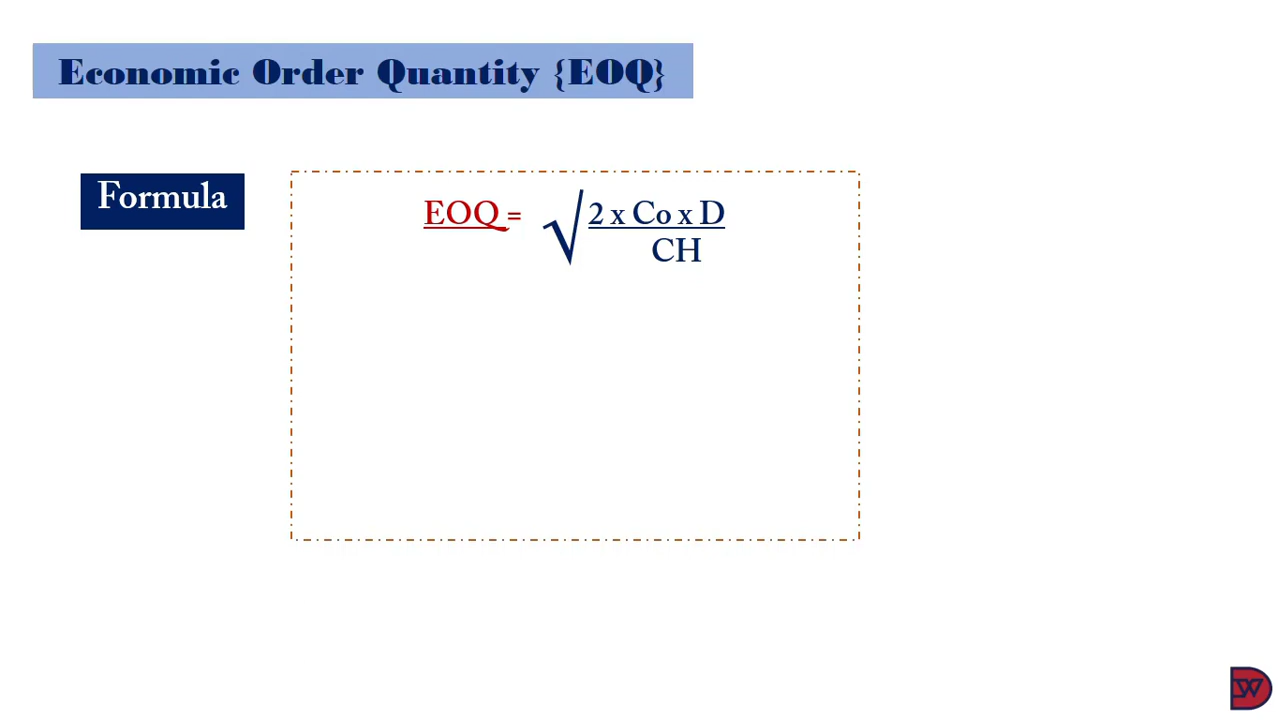 Economic Order Quantity {EOQ}
Formula
EOQ = √ 2 x Co x D
CH